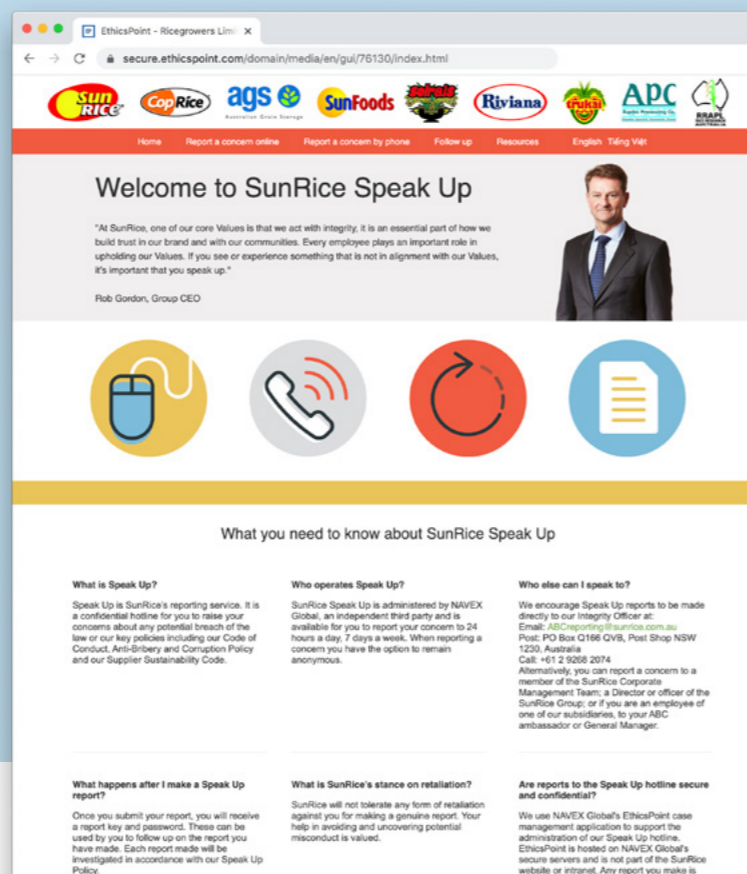 EthicsPoint - Ricegrowers Limi
secure.ethicspoint.com/domain/media/en/gui/76130/index.html
Sun
RICE
CopRice
ags
Australian Grain Storage
SunFoods
Riviana
trukai
APC
RRAPL
Home Report a concern online Report a concern by phone Follow up Resources English Tiếng Việt
Welcome to SunRice Speak Up
"At SunRice, one of our core Values is that we act with integrity, it is an essential part of how we
build trust in our brand and with our communities. Every employee plays an important role in
upholding our Values. If you see or experience something that is not in alignment with our Values,
it's important that you speak up."
Rob Gordon, Group CEO
What you need to know about SunRice Speak Up
What is Speak Up?
Speak Up is SunRice's reporting service. It is
a confidential hotline for you to raise your
concerns about any potential breach of the
law or our key policies including our Code of
Conduct, Anti-Bribery and Corruption Policy
and our Supplier Sustainability Code.
Who operates Speak Up?
SunRice Speak Up is administered by NAVEX
Global, an independent third party and is
available for you to report your concern to 24
hours a day, 7 days a week. When reporting a
concern you have the option to remain
anonymous.
Who else can I speak to?
We encourage Speak Up reports to be made
directly to our Integrity Officer at:
Email: ABCreporting@sunrice.com.au
Post: PO Box Q166 QVB, Post Shop NSW
1230, Australia
Call: +61 2 9268 2074
Alternatively, you can report a concern to a
member of the SunRice Corporate
Management Team; a Director or officer of the
SunRice Group; or if you are an employee of
one of our subsidiaries, to your ABC
ambassador or General Manager.
What happens after I make a Speak Up
report?
Once you submit your report, you will receive
a report key and password. These can be
used by you to follow up on the report you
have made. Each report made will be
investigated in accordance with our Speak Up
Policy.
What is SunRice's stance on retaliation?
SunRice will not tolerate any form of retaliation
against you for making a genuine report. Your
help in avoiding and uncovering potential
misconduct is valued.
Are reports to the Speak Up hotline secure
and confidential?
We use NAVEX Global's EthicsPoint case
management application to support the
administration of our Speak Up hotline.
EthicsPoint is hosted on NAVEX Global's
secure servers and is not part of the SunRice
website or intranet. Any report you make is